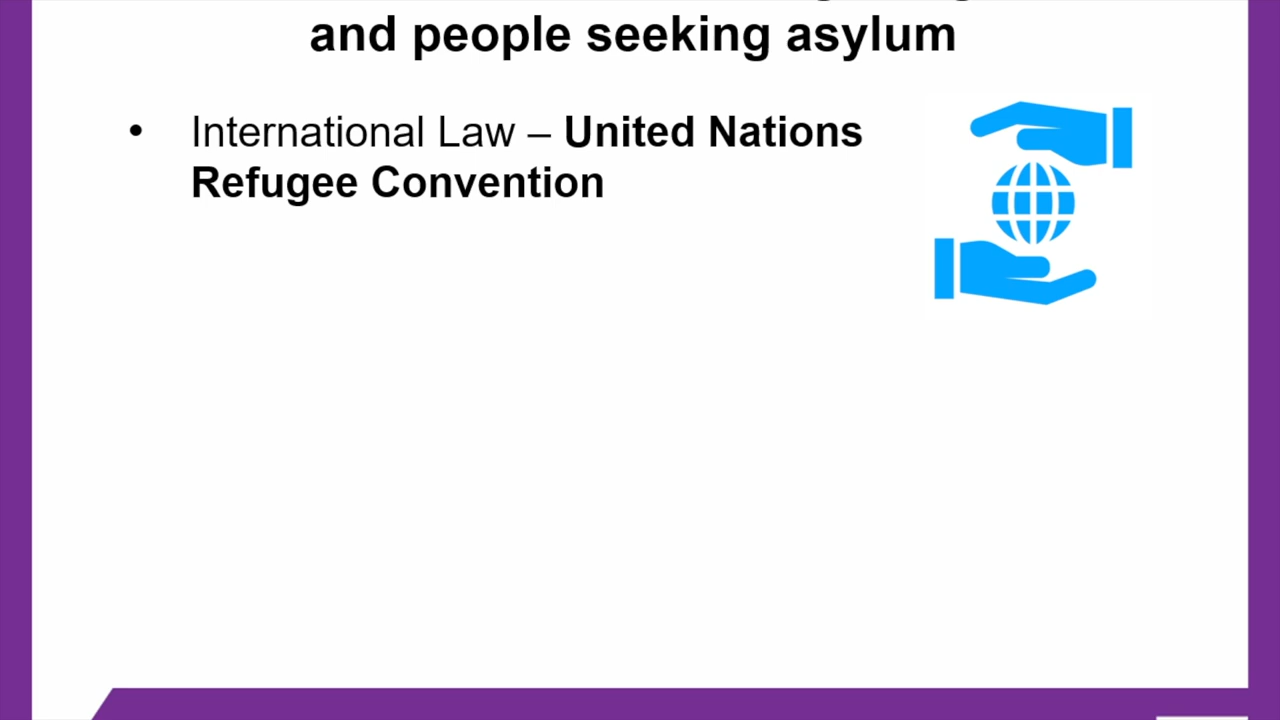 and people seeking asylum
• International Law – United Nations
Refugee Convention